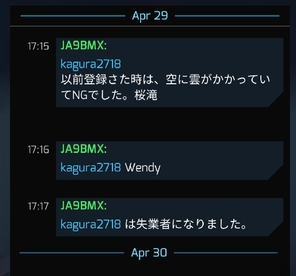 Apr 29
17:15 JA9BMX:
kagura2718
以前登録さた時は、空に雲がかかってい
てNGでした。桜滝
17:16 JA9BMX:
kagura2718 Wendy
17:17 JA9BMX:
kagura2718 は失業者になりました。
Apr 30